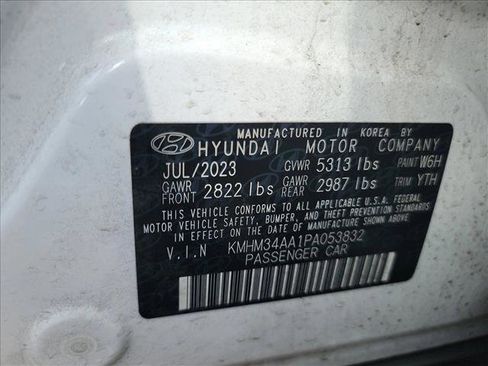 MANUFACTURED IN KOREA BY
HYUNDAI MOTOR COMPANY
JUL/2023 GVWR 5313 lbs PAINT W6H
GAWR FRONT 2822 lbs GAWR REAR 2987 lbs TRIM YTH
THIS VEHICLE CONFORMS TO ALL APPLICABLE U.S.A. FEDERAL
MOTOR VEHICLE SAFETY, BUMPER, AND THEFT PREVENTION STANDARDS
IN EFFECT ON THE DATE OF MANUFACTURE SHOWN ABOVE.
V.I.N KMHM34AA1PA053832
PASSENGER CAR